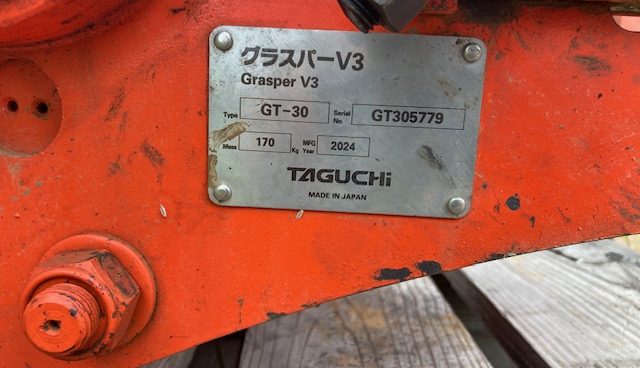 グラスパーV3
Grasper V3
Type GT-30 Serial No. GT305779
Mass 170 Kg MFG Year 2024
TAGUCHi
MADE IN JAPAN